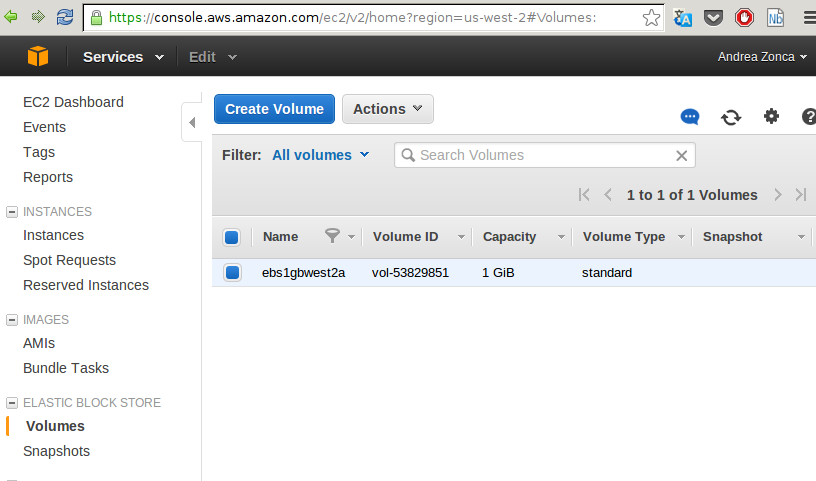 https://console.aws.amazon.com/ec2/v2/home?region=us-west-2#Volumes:
Nb
Services Edit Andrea Zonca
EC2 Dashboard
Events
Tags
Reports
INSTANCES
Instances
Spot Requests
Reserved Instances
IMAGES
AMIs
Bundle Tasks
ELASTIC BLOCK STORE
Volumes
Snapshots
Create Volume Actions
Filter: All volumes Search Volumes
1 to 1 of 1 Volumes
Name Volume ID Capacity Volume Type Snapshot
ebs1gbwest2a vol-53829851 1 GiB standard